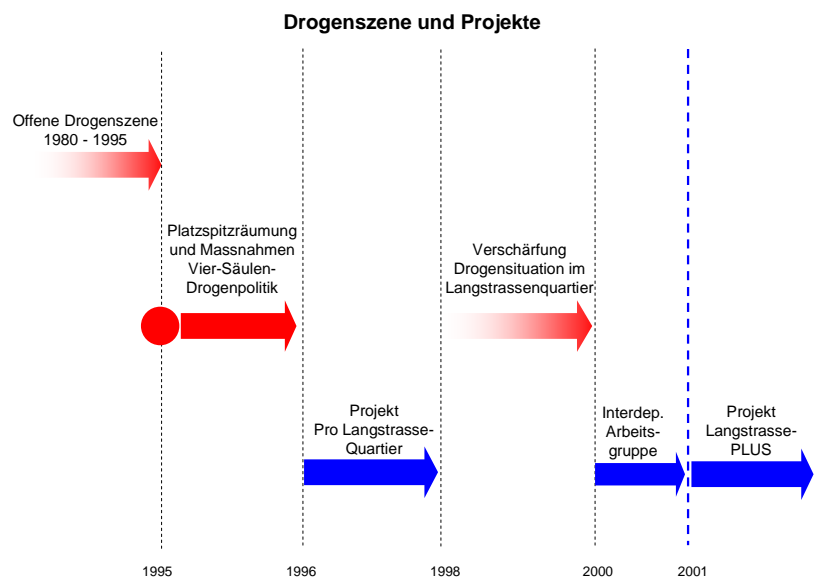 Drogenszene und Projekte
Offene Drogenszene
1980 - 1995
Platzspitzräumung
und Massnahmen
Vier-Säulen-
Drogenpolitik
Verschärfung
Drogensituation im
Langstrassenquartier
Projekt
Pro Langstrasse-
Quartier
Interdep.
Arbeits-
gruppe
Projekt
Langstrasse-
PLUS
1995
1996
1998
2000
2001